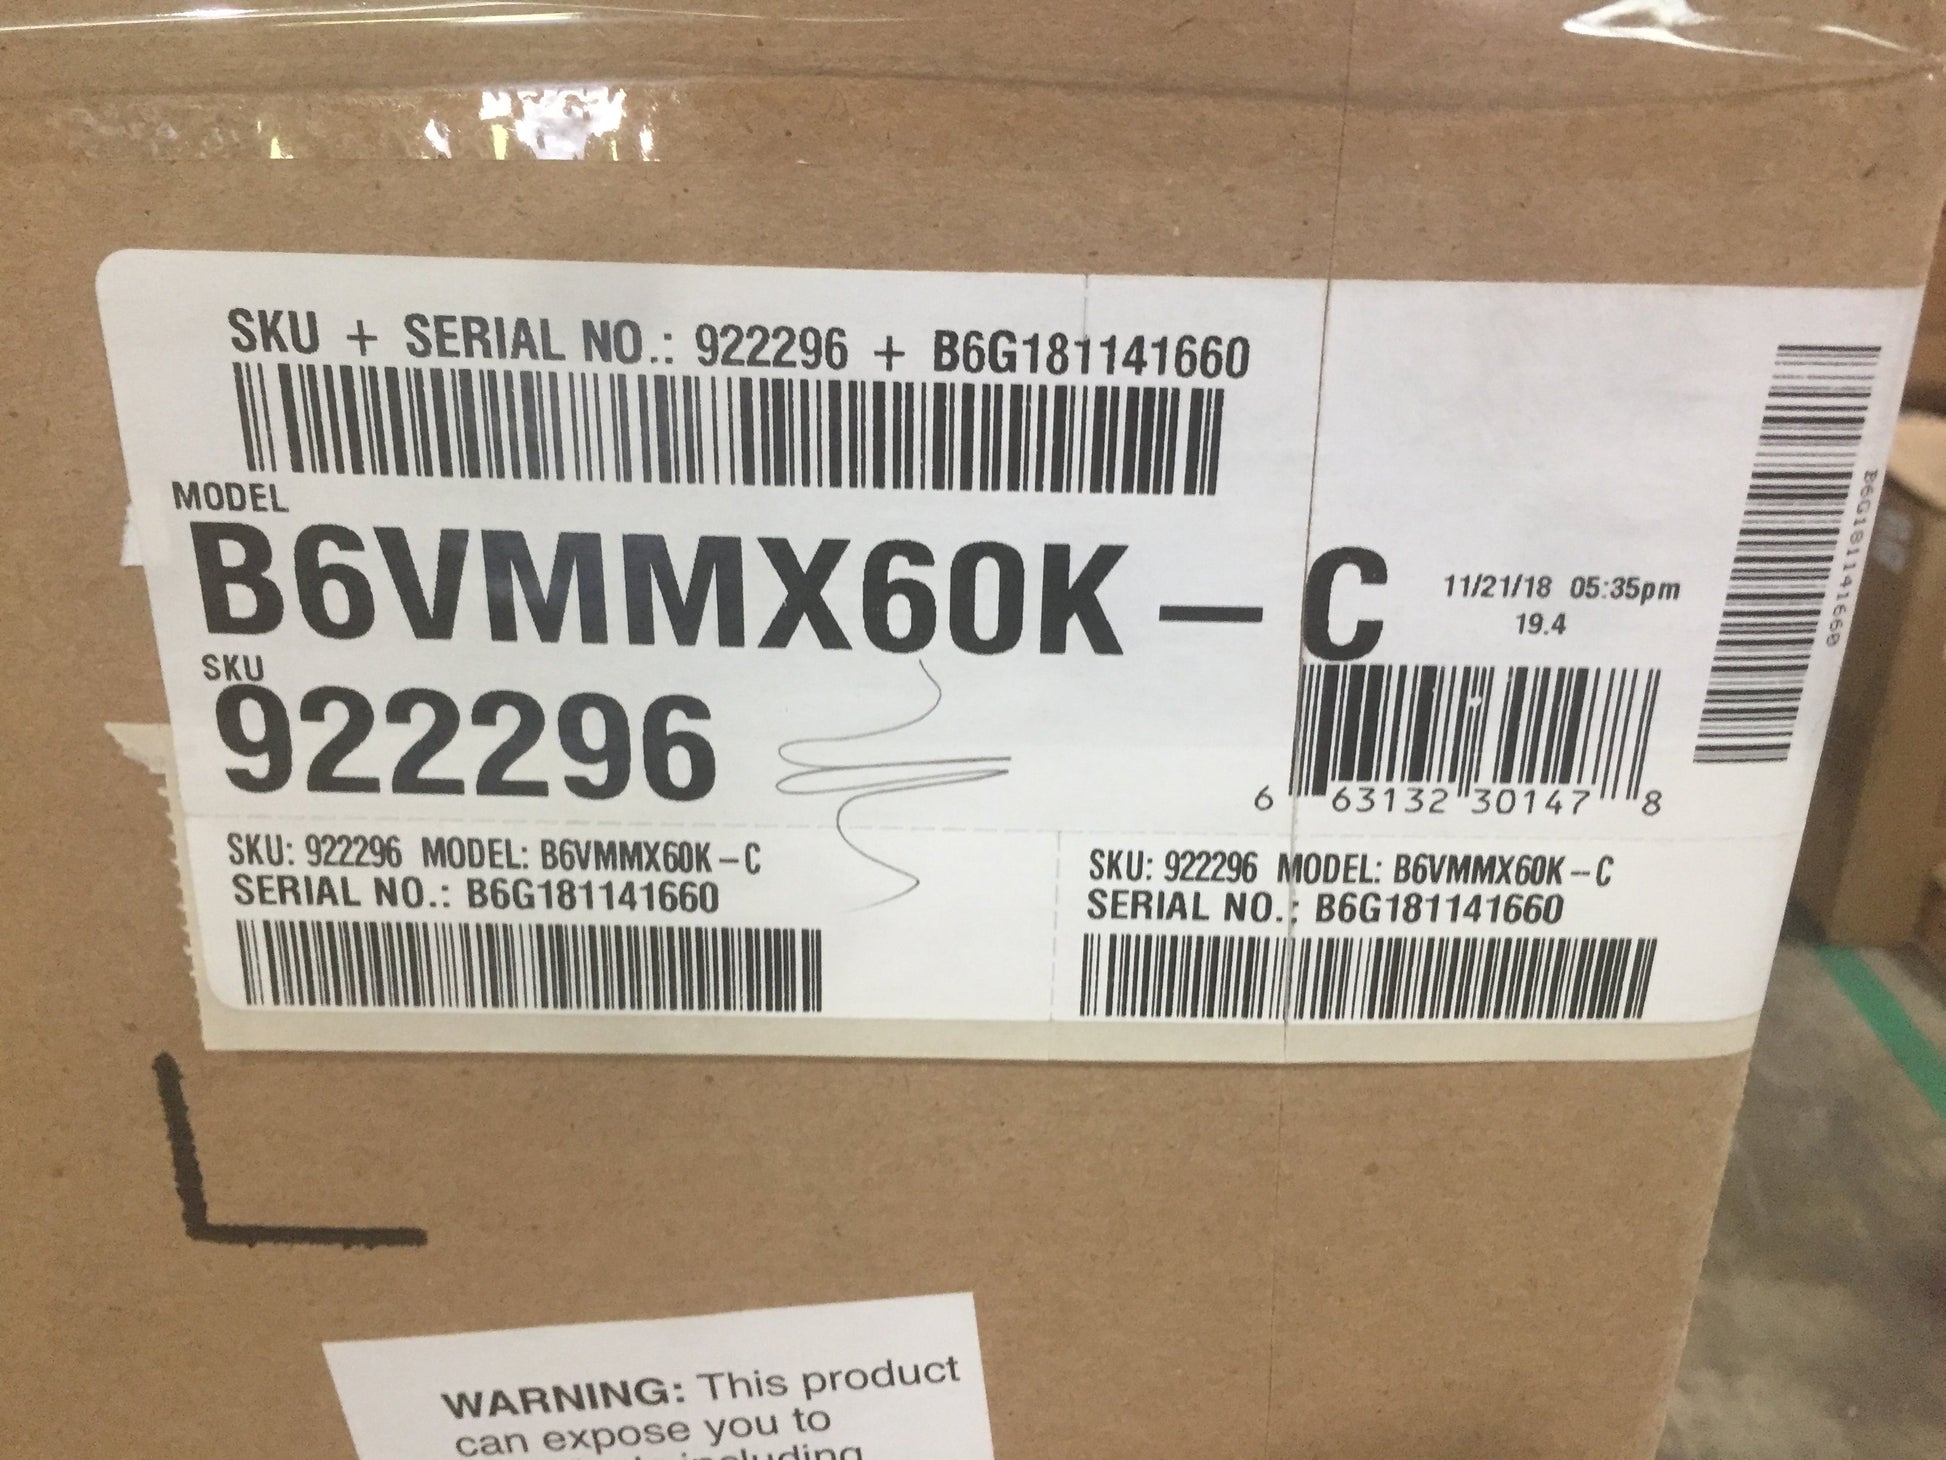 SKU + SERIAL NO.: 922296 + B6G181141660
MODEL
B6VMMX60K-C
11/21/18 05:35pm
19.4
SKU
922296
6 63132 30147 8
B6G181141660
SKU: 922296 MODEL: B6VMMX60K-C
SERIAL NO.: B6G181141660
SKU: 922296 MODEL: B6VMMX60K-C
SERIAL NO.: B6G181141660
WARNING: This product
can expose you to
including